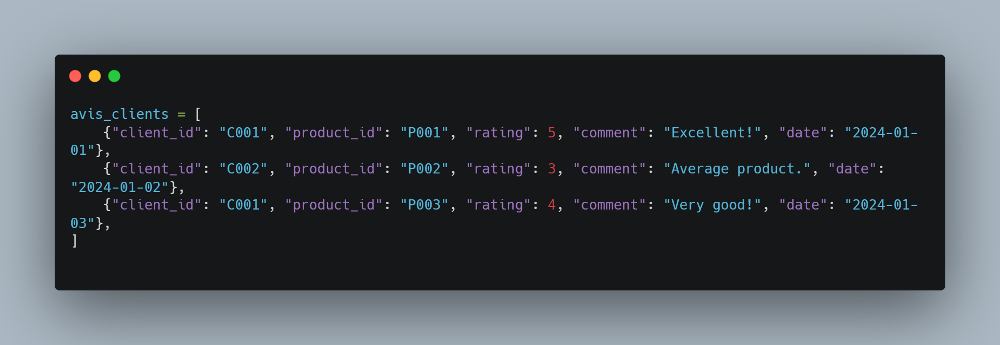 avis_clients = [
    {"client_id": "C001", "product_id": "P001", "rating": 5, "comment": "Excellent!", "date": "2024-01-
01"},
    {"client_id": "C002", "product_id": "P002", "rating": 3, "comment": "Average product.", "date":
"2024-01-02"},
    {"client_id": "C001", "product_id": "P003", "rating": 4, "comment": "Very good!", "date": "2024-01-
03"},
]